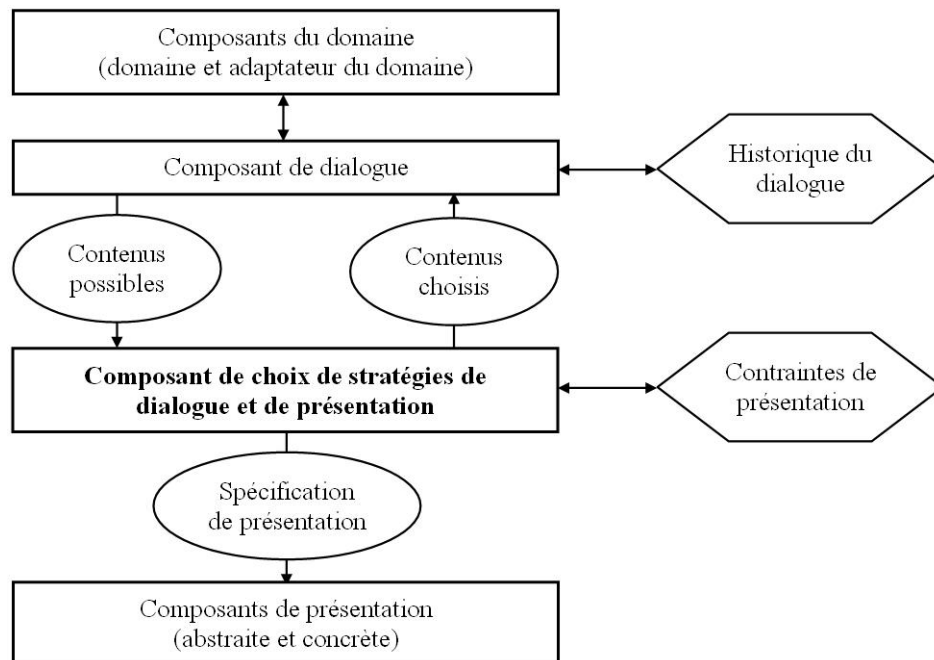 Composants du domaine
(domaine et adaptateur du domaine)
Composant de dialogue
Historique du
dialogue
Contenus
possibles
Contenus
choisis
Composant de choix de stratégies de
dialogue et de présentation
Contraintes de
présentation
Spécification
de présentation
Composants de présentation
(abstraite et concrète)